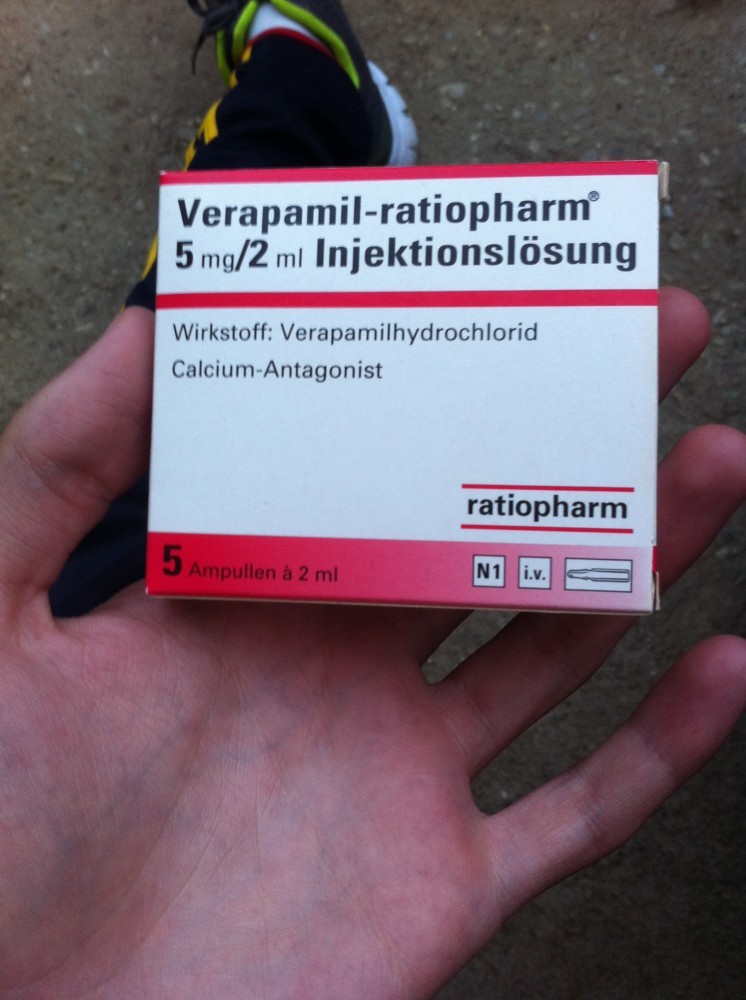 Verapamil-ratiopharm®
5 mg/2 ml Injektionslösung
Wirkstoff: Verapamilhydrochlorid
Calcium-Antagonist
ratiopharm
5 Ampullen à 2 ml
N1 i.v.